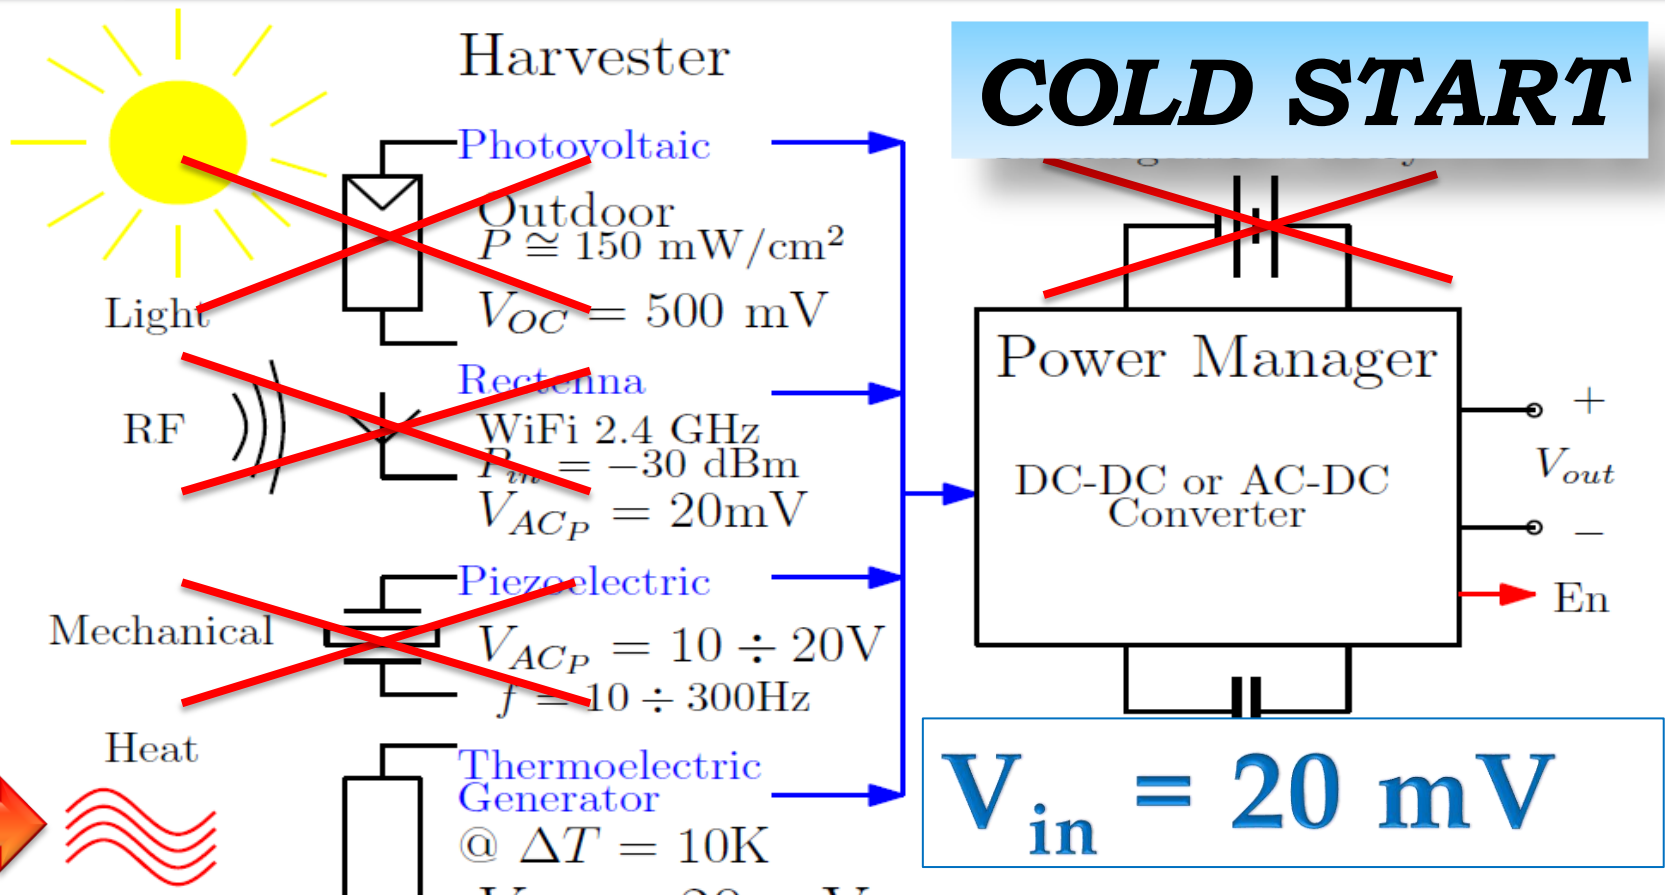 Harvester
COLD START
Photovoltaic
Outdoor
P ≅ 150 mW/cm²
V_OC = 500 mV
Light
Rectenna
RF
WiFi 2.4 GHz
P_in = −30 dBm
V_AC_P = 20mV
Piezoelectric
Mechanical
V_AC_P = 10 ÷ 20V
f = 10 ÷ 300Hz
Heat
Thermoelectric
Generator
@ ΔT = 10K
Power Manager
DC-DC or AC-DC
Converter
+
V_out
−
En
V_in = 20 mV